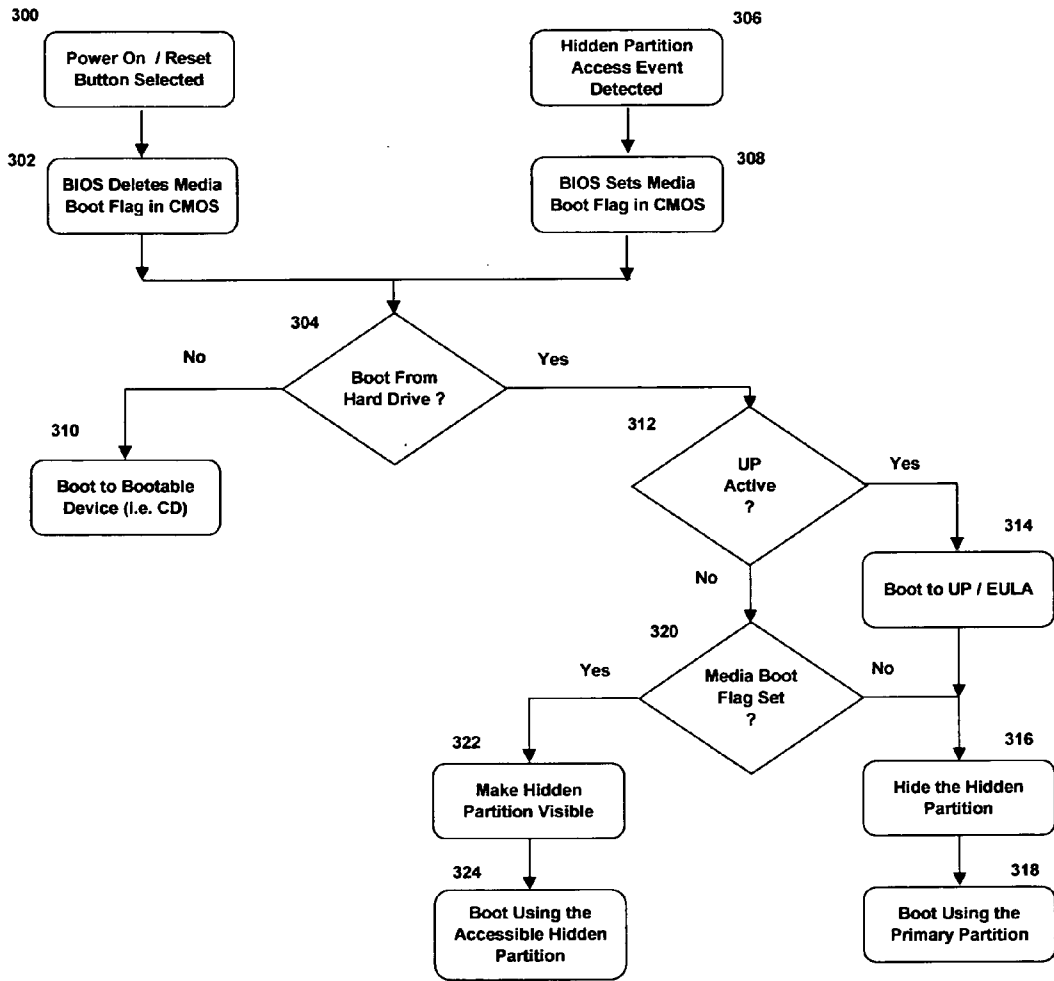 300
Power On / Reset
Button Selected
306
Hidden Partition
Access Event
Detected
302
BIOS Deletes Media
Boot Flag in CMOS
308
BIOS Sets Media
Boot Flag in CMOS
304
Boot From
Hard Drive ?
No
Yes
310
Boot to Bootable
Device (I.e. CD)
312
UP
Active
?
Yes
No
314
Boot to UP / EULA
320
Media Boot
Flag Set
?
Yes
No
322
Make Hidden
Partition Visible
316
Hide the Hidden
Partition
324
Boot Using the
Accessible Hidden
Partition
318
Boot Using the
Primary Partition